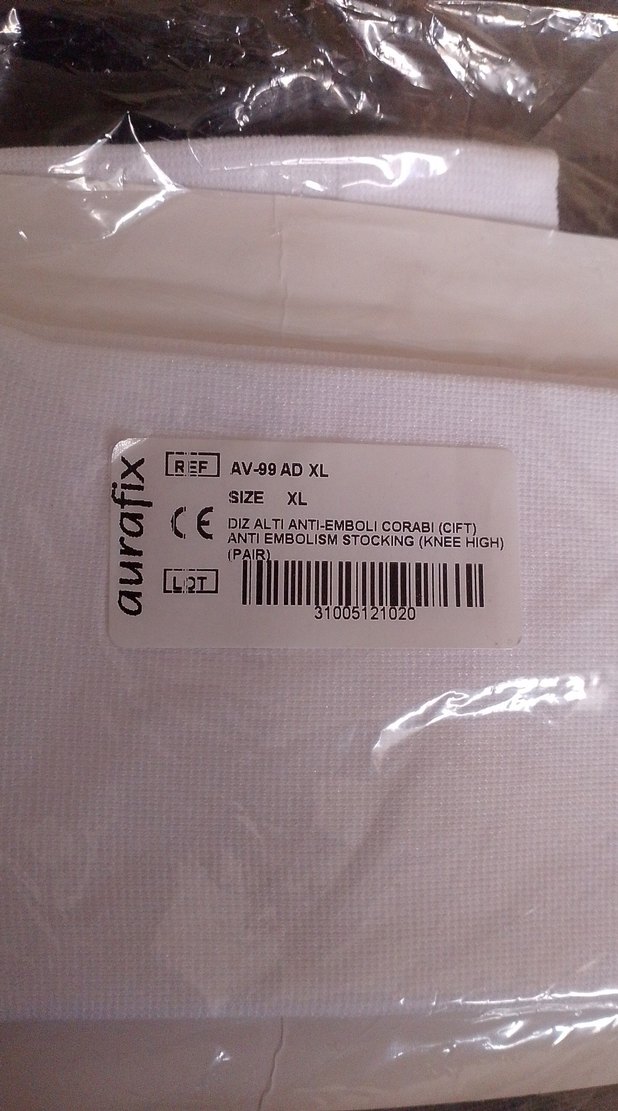 aurafix
REF AV-99 AD XL
SIZE XL
CE
DIZ ALTI ANTI-EMBOLI CORABI (CIFT)
ANTI EMBOLISM STOCKING (KNEE HIGH)
(PAIR)
LOT
31005121020